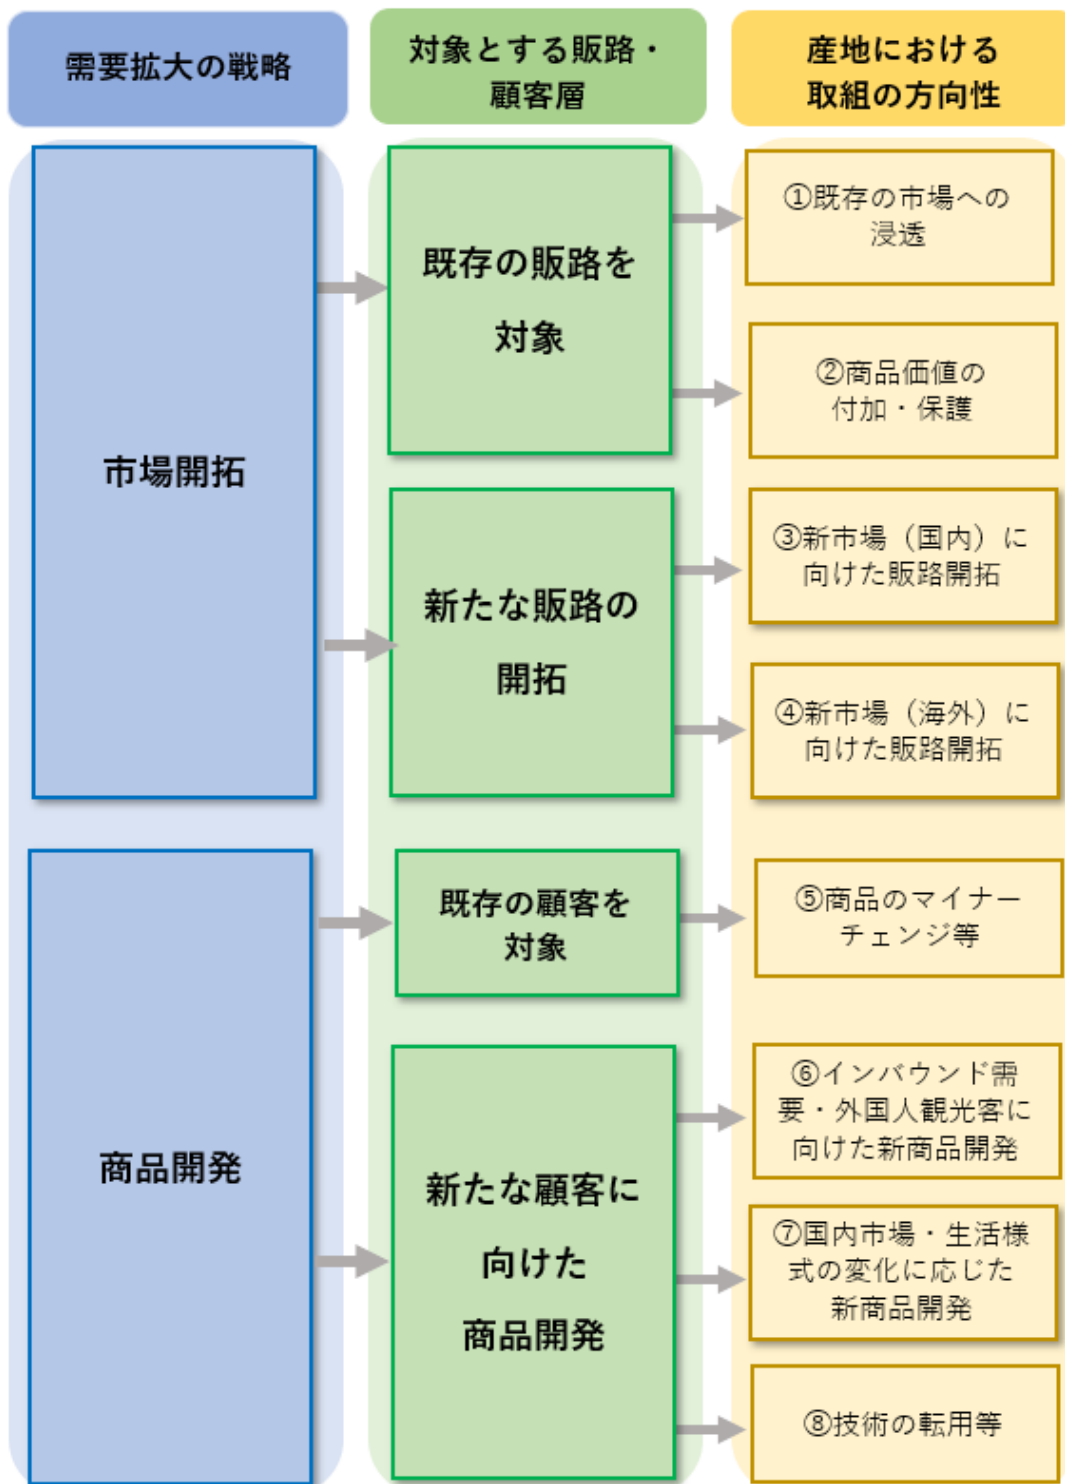 需要拡大の戦略
対象とする販路・
顧客層
産地における
取組の方向性
市場開拓
既存の販路を
対象
①既存の市場への
浸透
②商品価値の
付加・保護
新たな販路の
開拓
③新市場（国内）に
向けた販路開拓
④新市場（海外）に
向けた販路開拓
商品開発
既存の顧客を
対象
⑤商品のマイナー
チェンジ等
新たな顧客に
向けた
商品開発
⑥インバウンド需
要・外国人観光客に
向けた新商品開発
⑦国内市場・生活様
式の変化に応じた
新商品開発
⑧技術の転用等